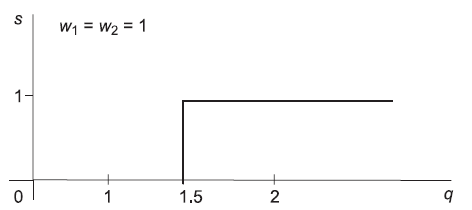 s
w₁ = w₂ = 1
1
0 1 1.5 2 q